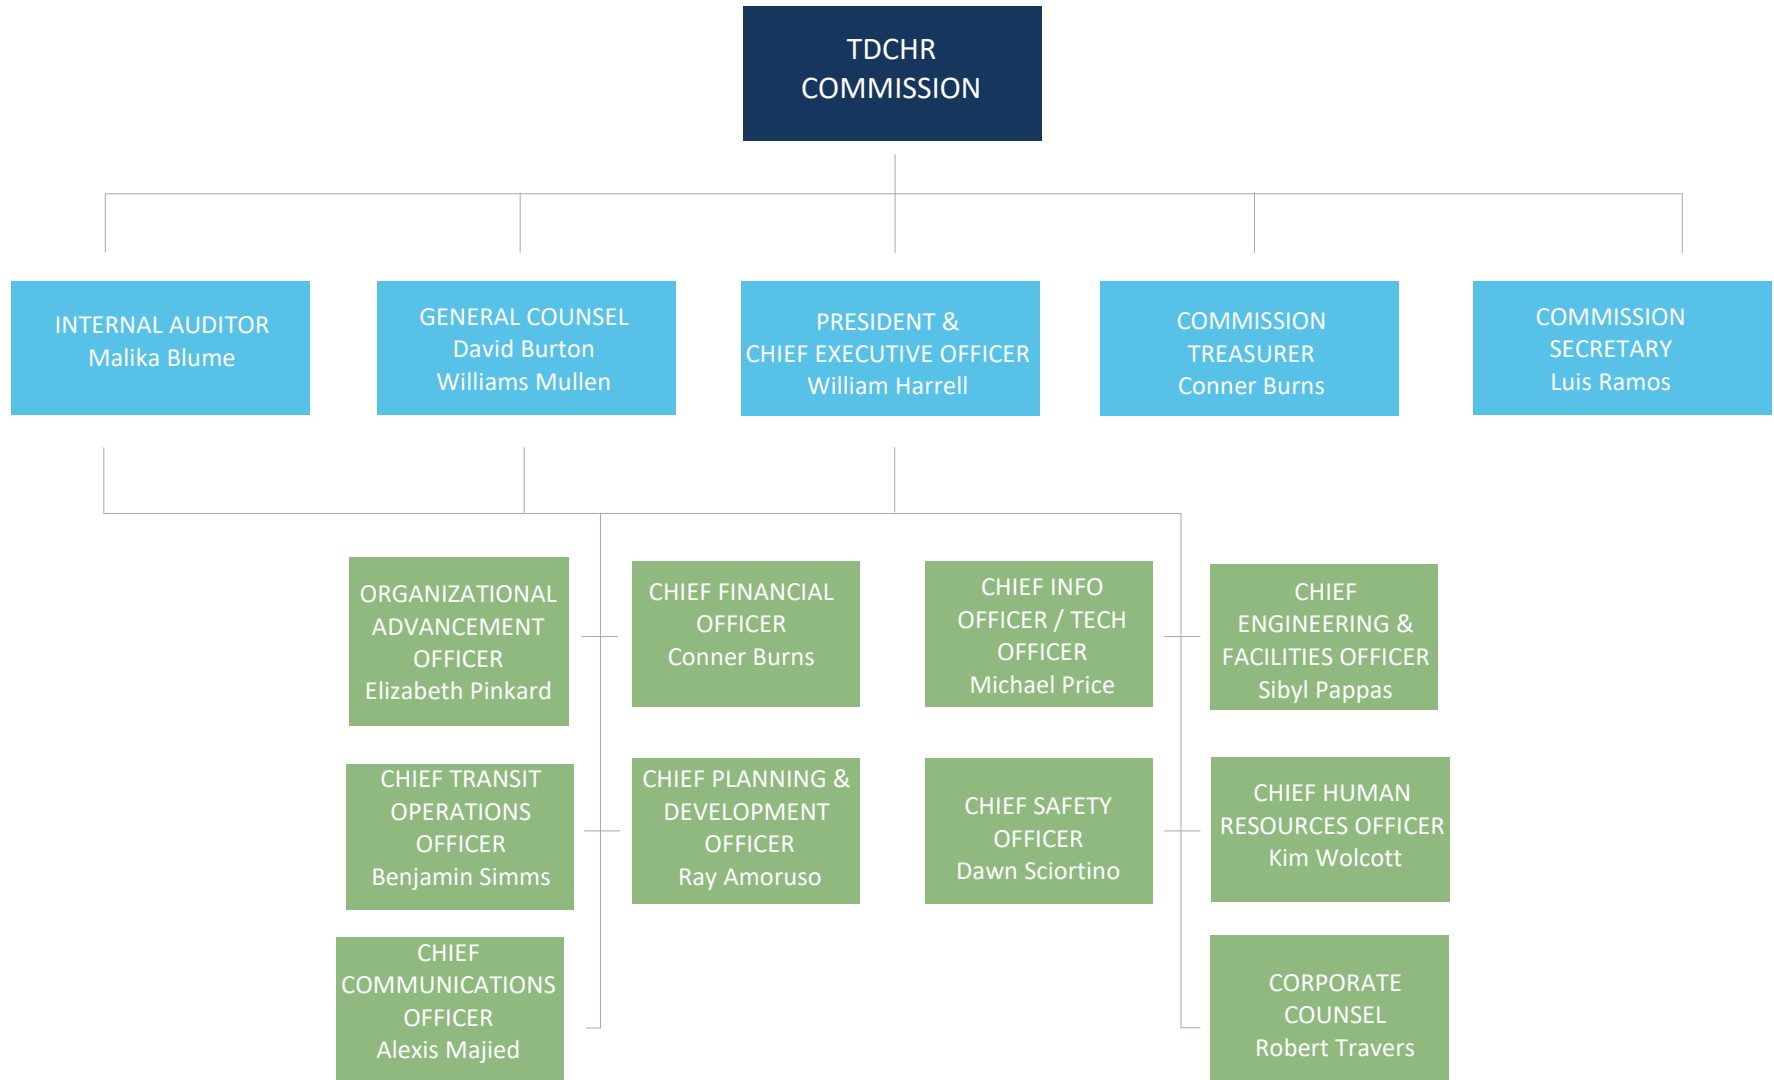 TDCHR
COMMISSION
INTERNAL AUDITOR
Malika Blume
GENERAL COUNSEL
David Burton
Williams Mullen
PRESIDENT &
CHIEF EXECUTIVE OFFICER
William Harrell
COMMISSION
TREASURER
Conner Burns
COMMISSION
SECRETARY
Luis Ramos
ORGANIZATIONAL
ADVANCEMENT
OFFICER
Elizabeth Pinkard
CHIEF FINANCIAL
OFFICER
Conner Burns
CHIEF INFO
OFFICER / TECH
OFFICER
Michael Price
CHIEF
ENGINEERING &
FACILITIES OFFICER
Sibyl Pappas
CHIEF TRANSIT
OPERATIONS
OFFICER
Benjamin Simms
CHIEF PLANNING &
DEVELOPMENT
OFFICER
Ray Amoruso
CHIEF SAFETY
OFFICER
Dawn Sciortino
CHIEF HUMAN
RESOURCES OFFICER
Kim Wolcott
CHIEF
COMMUNICATIONS
OFFICER
Alexis Majied
CORPORATE
COUNSEL
Robert Travers